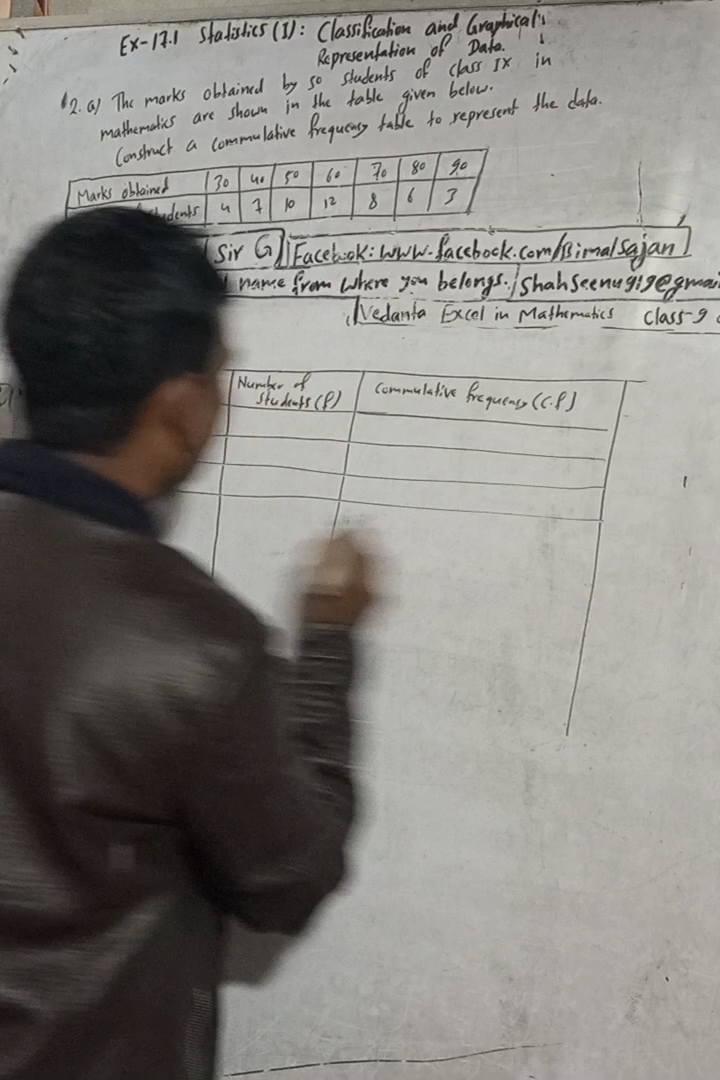 Ex-17.1 Statistics (I): Classification and Graphical
Representation of Data.
2. a) The marks obtained by 50 students of class IX in
mathematics are shown in the table given below.
Construct a commulative frequency table to represent the data.
Marks obtained 30 40 50 60 70 80 90
students 4 7 10 12 8 6 3
Sir G Facebook: www.facebook.com/Bimalsajan
name from where you belongs. Shahseenu919@gmai
Vedanta Excel in Mathematics class-9
Number of
students (f)
Commulative frequency (c.f)